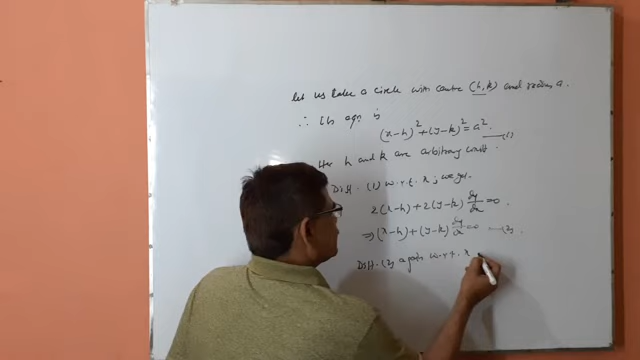 let us take a circle with centre (h, k) and radius a.
∴ Its eqn is
(x-h)² + (y-k)² = a². —(1)
Her h and k are arbitrary const.
Diff. (1) w.r.t. x, we get.
2(x-h) + 2(y-k) dy/dx = 0.
⇒ (x-h) + (y-k) dy/dx = 0 —(2).
Diff. (2) again w.r.t. x